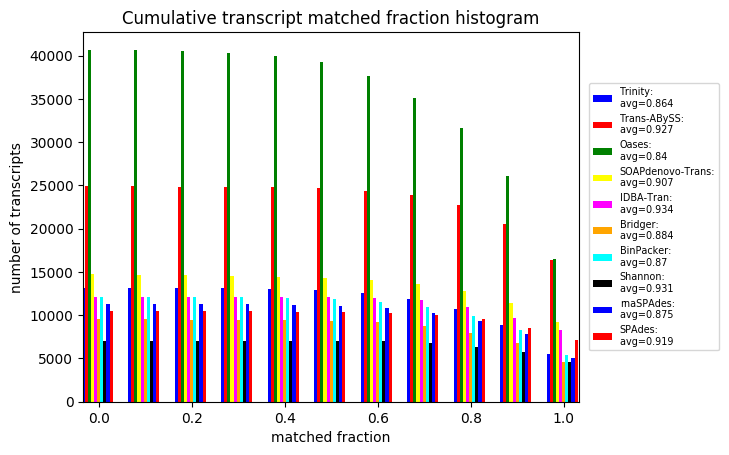 Cumulative transcript matched fraction histogram
number of transcripts
40000
35000
30000
25000
20000
15000
10000
5000
0
0.0 0.2 0.4 0.6 0.8 1.0
matched fraction
Trinity:
avg=0.864
Trans-ABySS:
avg=0.927
Oases:
avg=0.84
SOAPdenovo-Trans:
avg=0.907
IDBA-Tran:
avg=0.934
Bridger:
avg=0.884
BinPacker:
avg=0.87
Shannon:
avg=0.931
rnaSPAdes:
avg=0.875
SPAdes:
avg=0.919